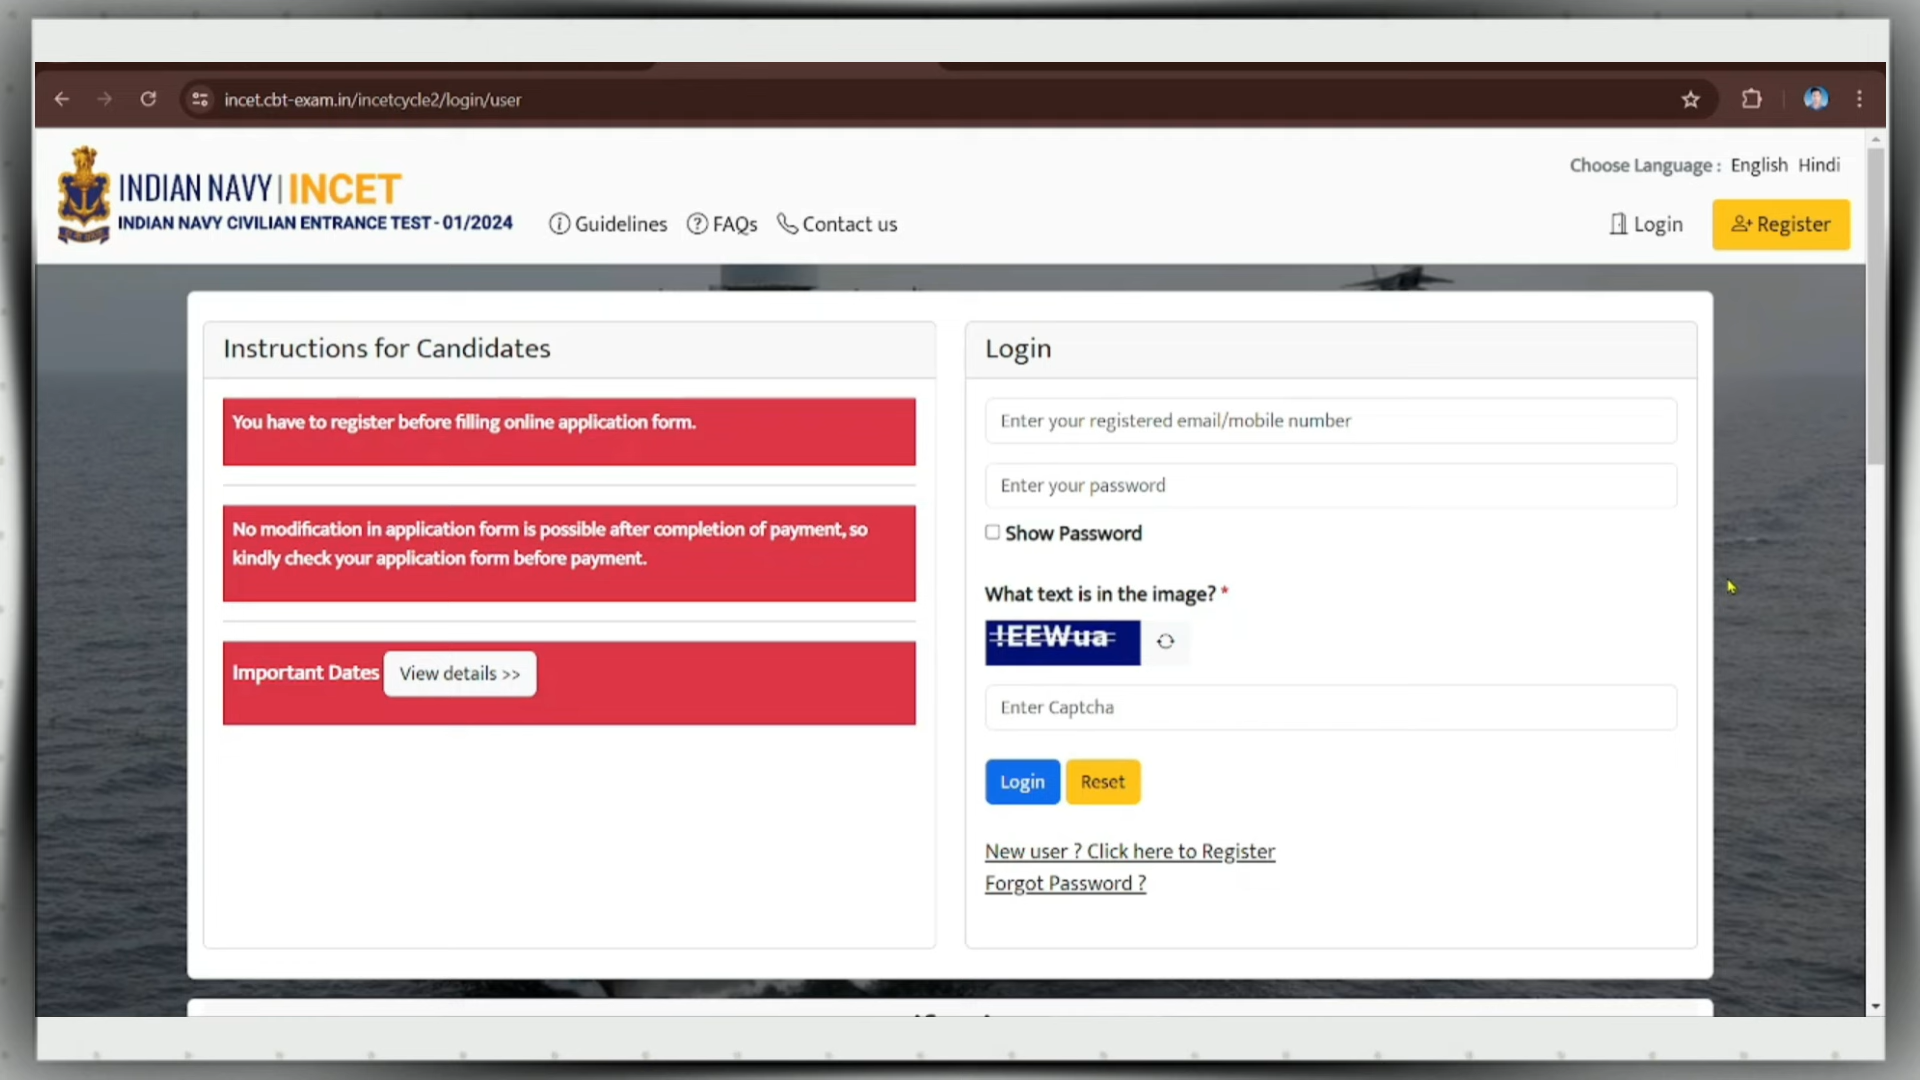 incet.cbt-exam.in/incetcycle2/login/user
Choose Language : English Hindi
INDIAN NAVY | INCET
INDIAN NAVY CIVILIAN ENTRANCE TEST - 01/2024
Guidelines FAQs Contact us
Login Register
Instructions for Candidates
You have to register before filling online application form.
No modification in application form is possible after completion of payment, so
kindly check your application form before payment.
Important Dates View details >>
Login
Enter your registered email/mobile number
Enter your password
Show Password
What text is in the image? *
!EEWua
Enter Captcha
Login Reset
New user ? Click here to Register
Forgot Password ?